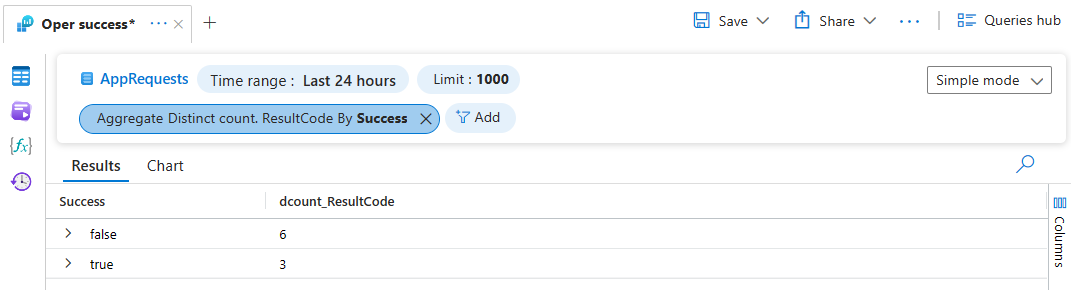 Oper success* ··· × +
Save Share ··· Queries hub
AppRequests Time range : Last 24 hours Limit : 1000 Simple mode
Aggregate Distinct count. ResultCode By Success × Add
{fx}
Results Chart
Success dcount_ResultCode
false 6
true 3
Columns